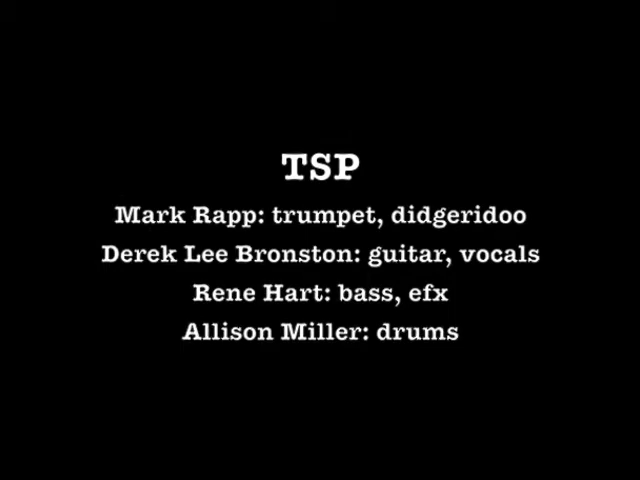 TSP
Mark Rapp: trumpet, didgeridoo
Derek Lee Bronston: guitar, vocals
Rene Hart: bass, efx
Allison Miller: drums